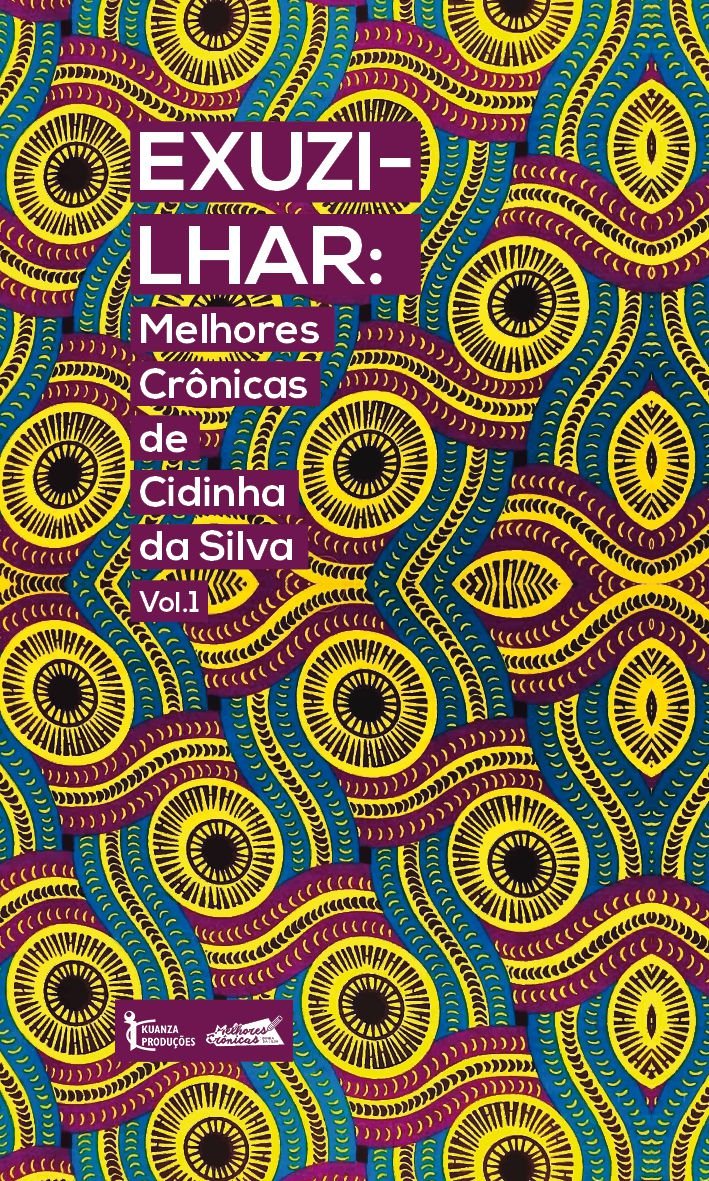 EXUZI-
LHAR:
Melhores
Crônicas
de
Cidinha
da Silva
Vol.1
KUANZA
PRODUÇÕES
Melhores
Crônicas